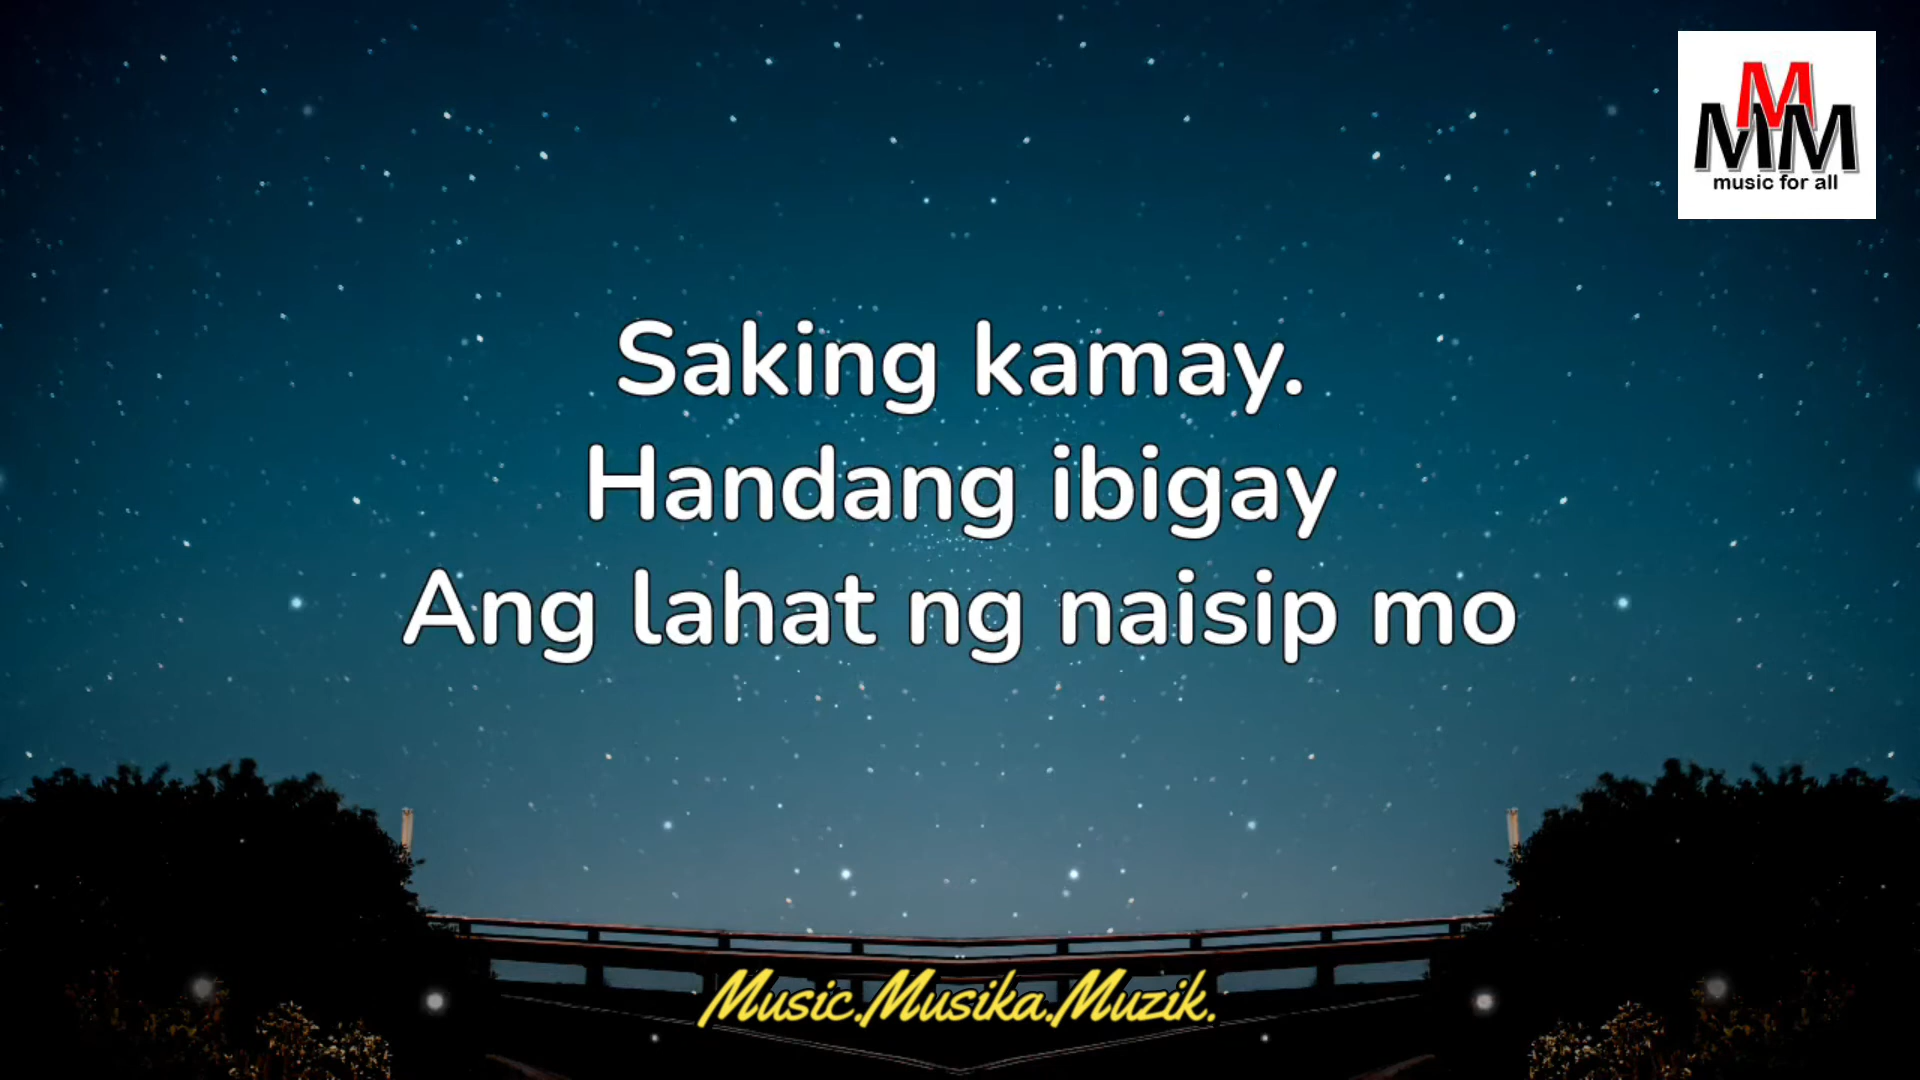 MMM
music for all
Saking kamay.
Handang ibigay
Ang lahat ng naisip mo
Music.Musika.Muzik.